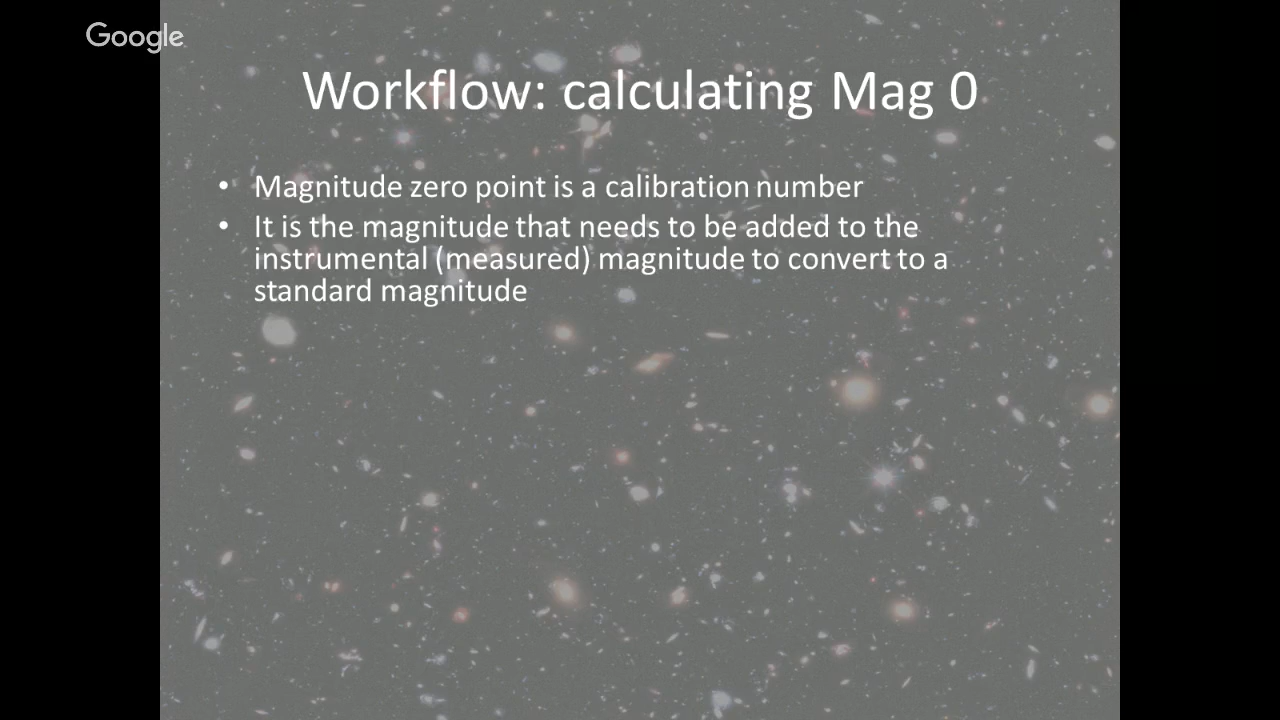 Google
Workflow: calculating Mag 0
• Magnitude zero point is a calibration number
• It is the magnitude that needs to be added to the
instrumental (measured) magnitude to convert to a
standard magnitude